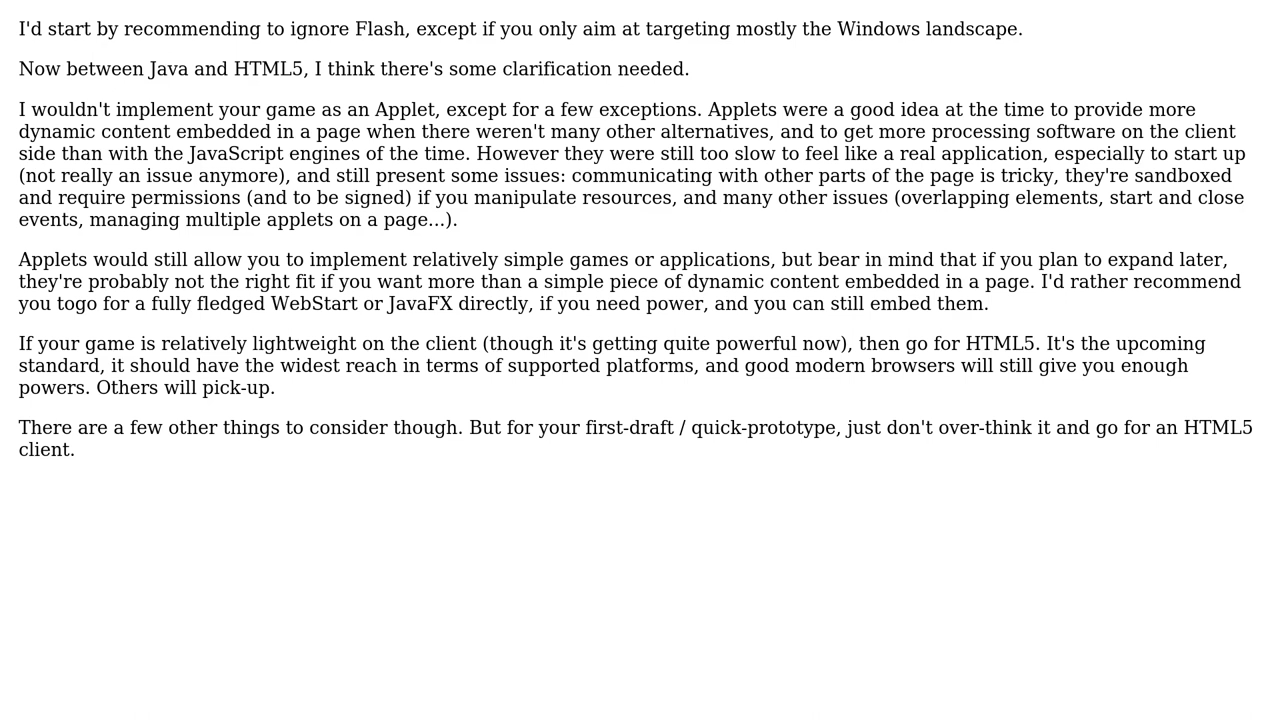 I'd start by recommending to ignore Flash, except if you only aim at targeting mostly the Windows landscape.
Now between Java and HTML5, I think there's some clarification needed.
I wouldn't implement your game as an Applet, except for a few exceptions. Applets were a good idea at the time to provide more
dynamic content embedded in a page when there weren't many other alternatives, and to get more processing software on the client
side than with the JavaScript engines of the time. However they were still too slow to feel like a real application, especially to start up
(not really an issue anymore), and still present some issues: communicating with other parts of the page is tricky, they're sandboxed
and require permissions (and to be signed) if you manipulate resources, and many other issues (overlapping elements, start and close
events, managing multiple applets on a page...).
Applets would still allow you to implement relatively simple games or applications, but bear in mind that if you plan to expand later,
they're probably not the right fit if you want more than a simple piece of dynamic content embedded in a page. I'd rather recommend
you togo for a fully fledged WebStart or JavaFX directly, if you need power, and you can still embed them.
If your game is relatively lightweight on the client (though it's getting quite powerful now), then go for HTML5. It's the upcoming
standard, it should have the widest reach in terms of supported platforms, and good modern browsers will still give you enough
powers. Others will pick-up.
There are a few other things to consider though. But for your first-draft / quick-prototype, just don't over-think it and go for an HTML5
client.